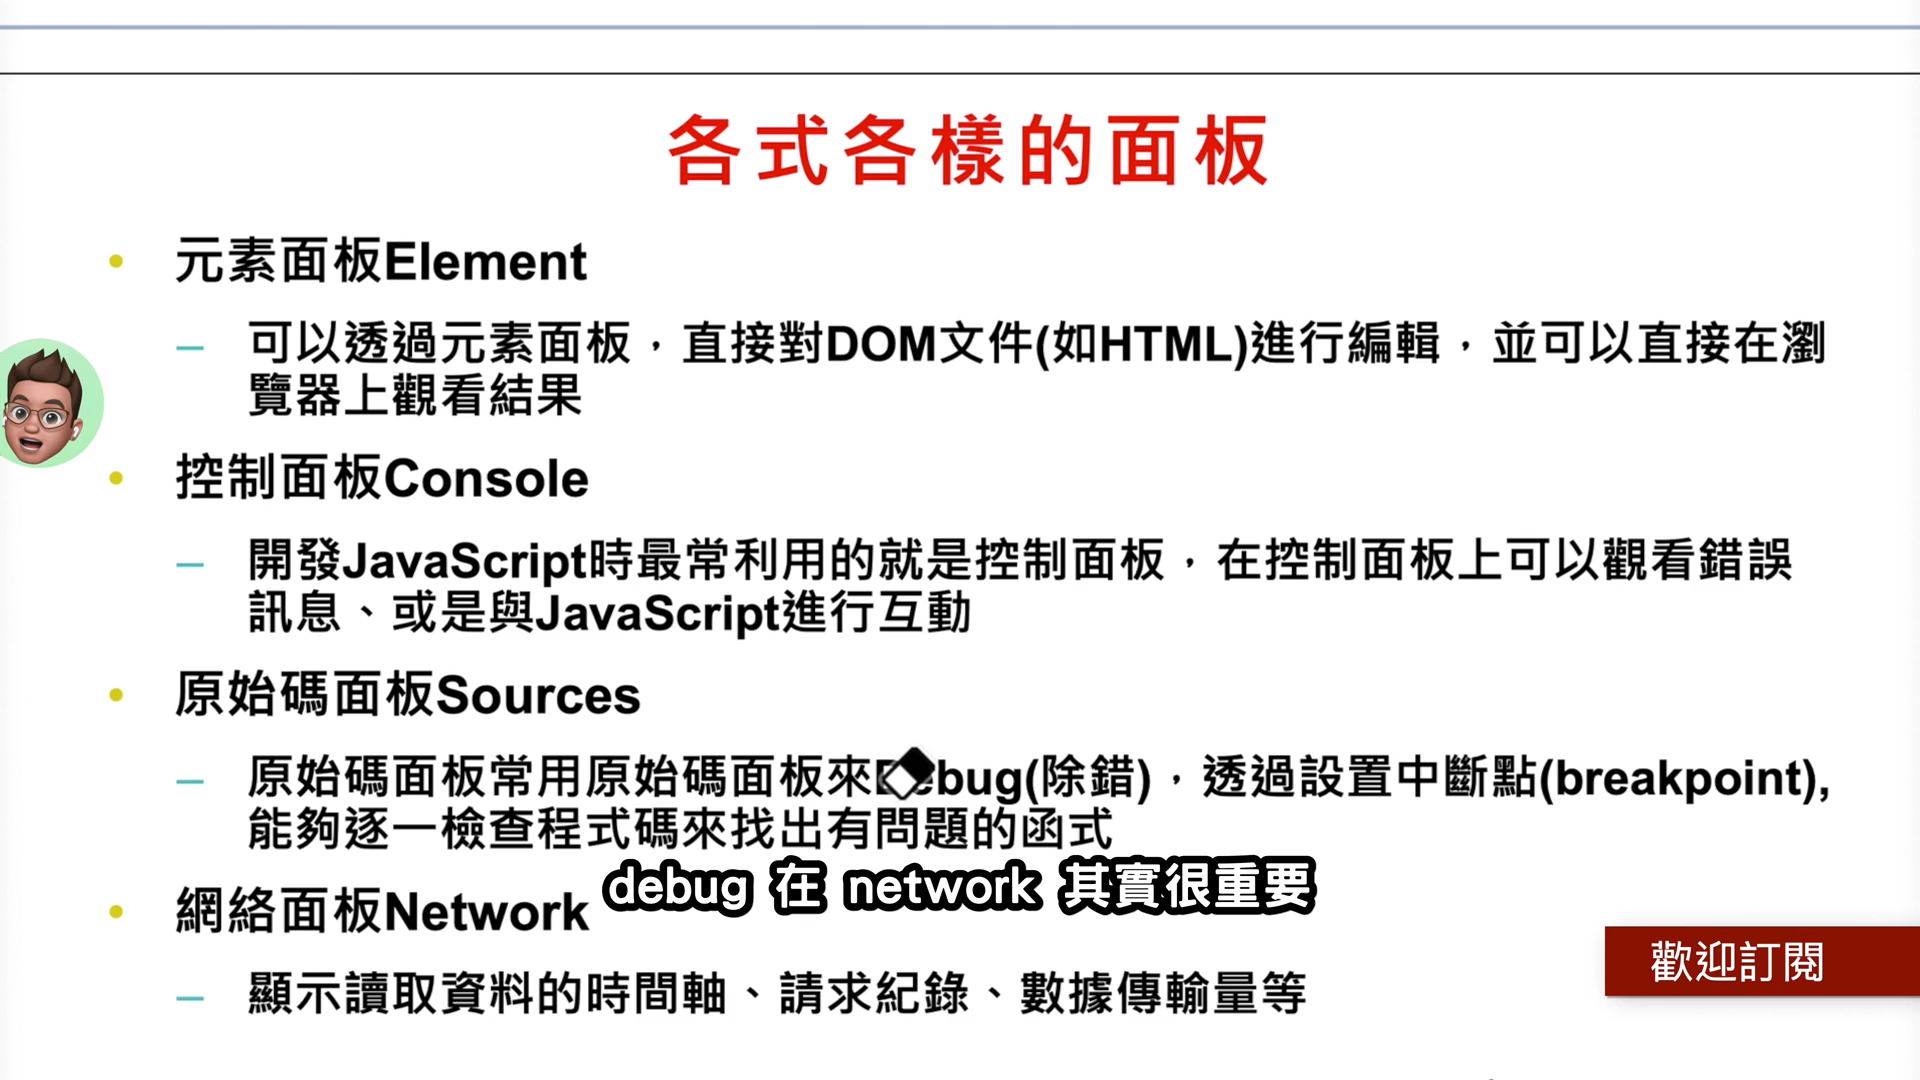 各式各樣的面板
• 元素面板Element
– 可以透過元素面板，直接對DOM文件(如HTML)進行編輯，並可以直接在瀏
覽器上觀看結果
• 控制面板Console
– 開發JavaScript時最常利用的就是控制面板，在控制面板上可以觀看錯誤
訊息、或是與JavaScript進行互動
• 原始碼面板Sources
– 原始碼面板常用原始碼面板來Debug(除錯)，透過設置中斷點(breakpoint),
能夠逐一檢查程式碼來找出有問題的函式
debug 在 network 其實很重要
• 網絡面板Network
歡迎訂閱
– 顯示讀取資料的時間軸、請求紀錄、數據傳輸量等